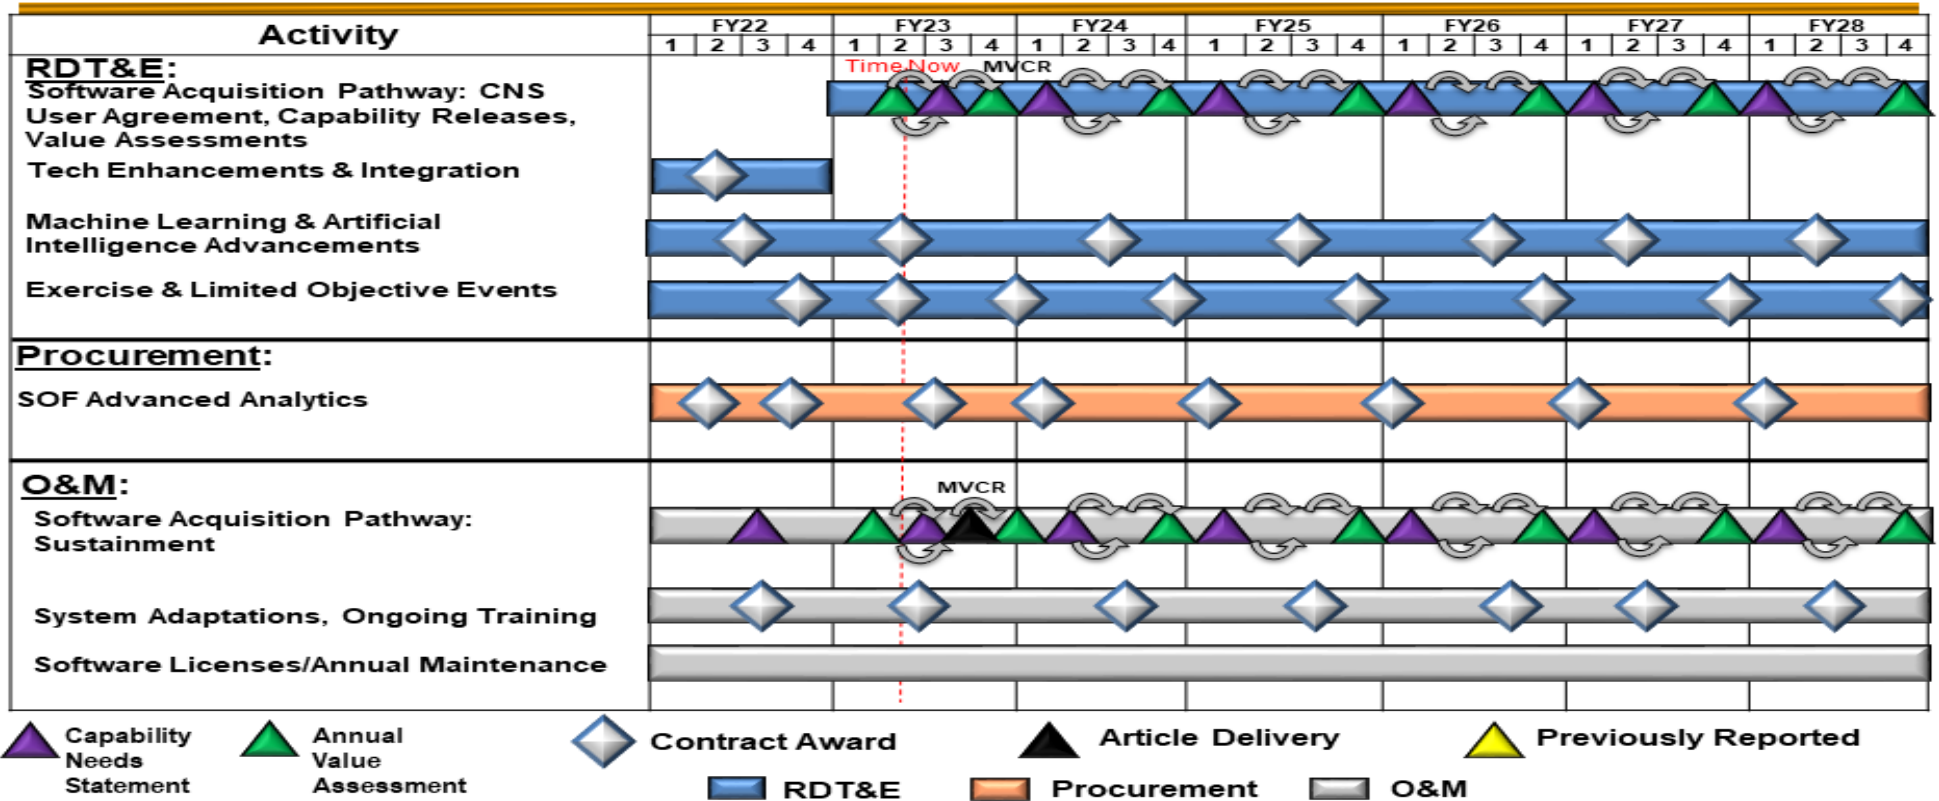 Activity
FY22 FY23 FY24 FY25 FY26 FY27 FY28
1 2 3 4 1 2 3 4 1 2 3 4 1 2 3 4 1 2 3 4 1 2 3 4 1 2 3 4
RDT&E:
Time Now MVCR
Software Acquisition Pathway: CNS
User Agreement, Capability Releases,
Value Assessments
Tech Enhancements & Integration
Machine Learning & Artificial
Intelligence Advancements
Exercise & Limited Objective Events
Procurement:
SOF Advanced Analytics
O&M:
MVCR
Software Acquisition Pathway:
Sustainment
System Adaptations, Ongoing Training
Software Licenses/Annual Maintenance
Capability
Needs
Statement
Annual
Value
Assessment
Contract Award
Article Delivery
Previously Reported
RDT&E
Procurement
O&M